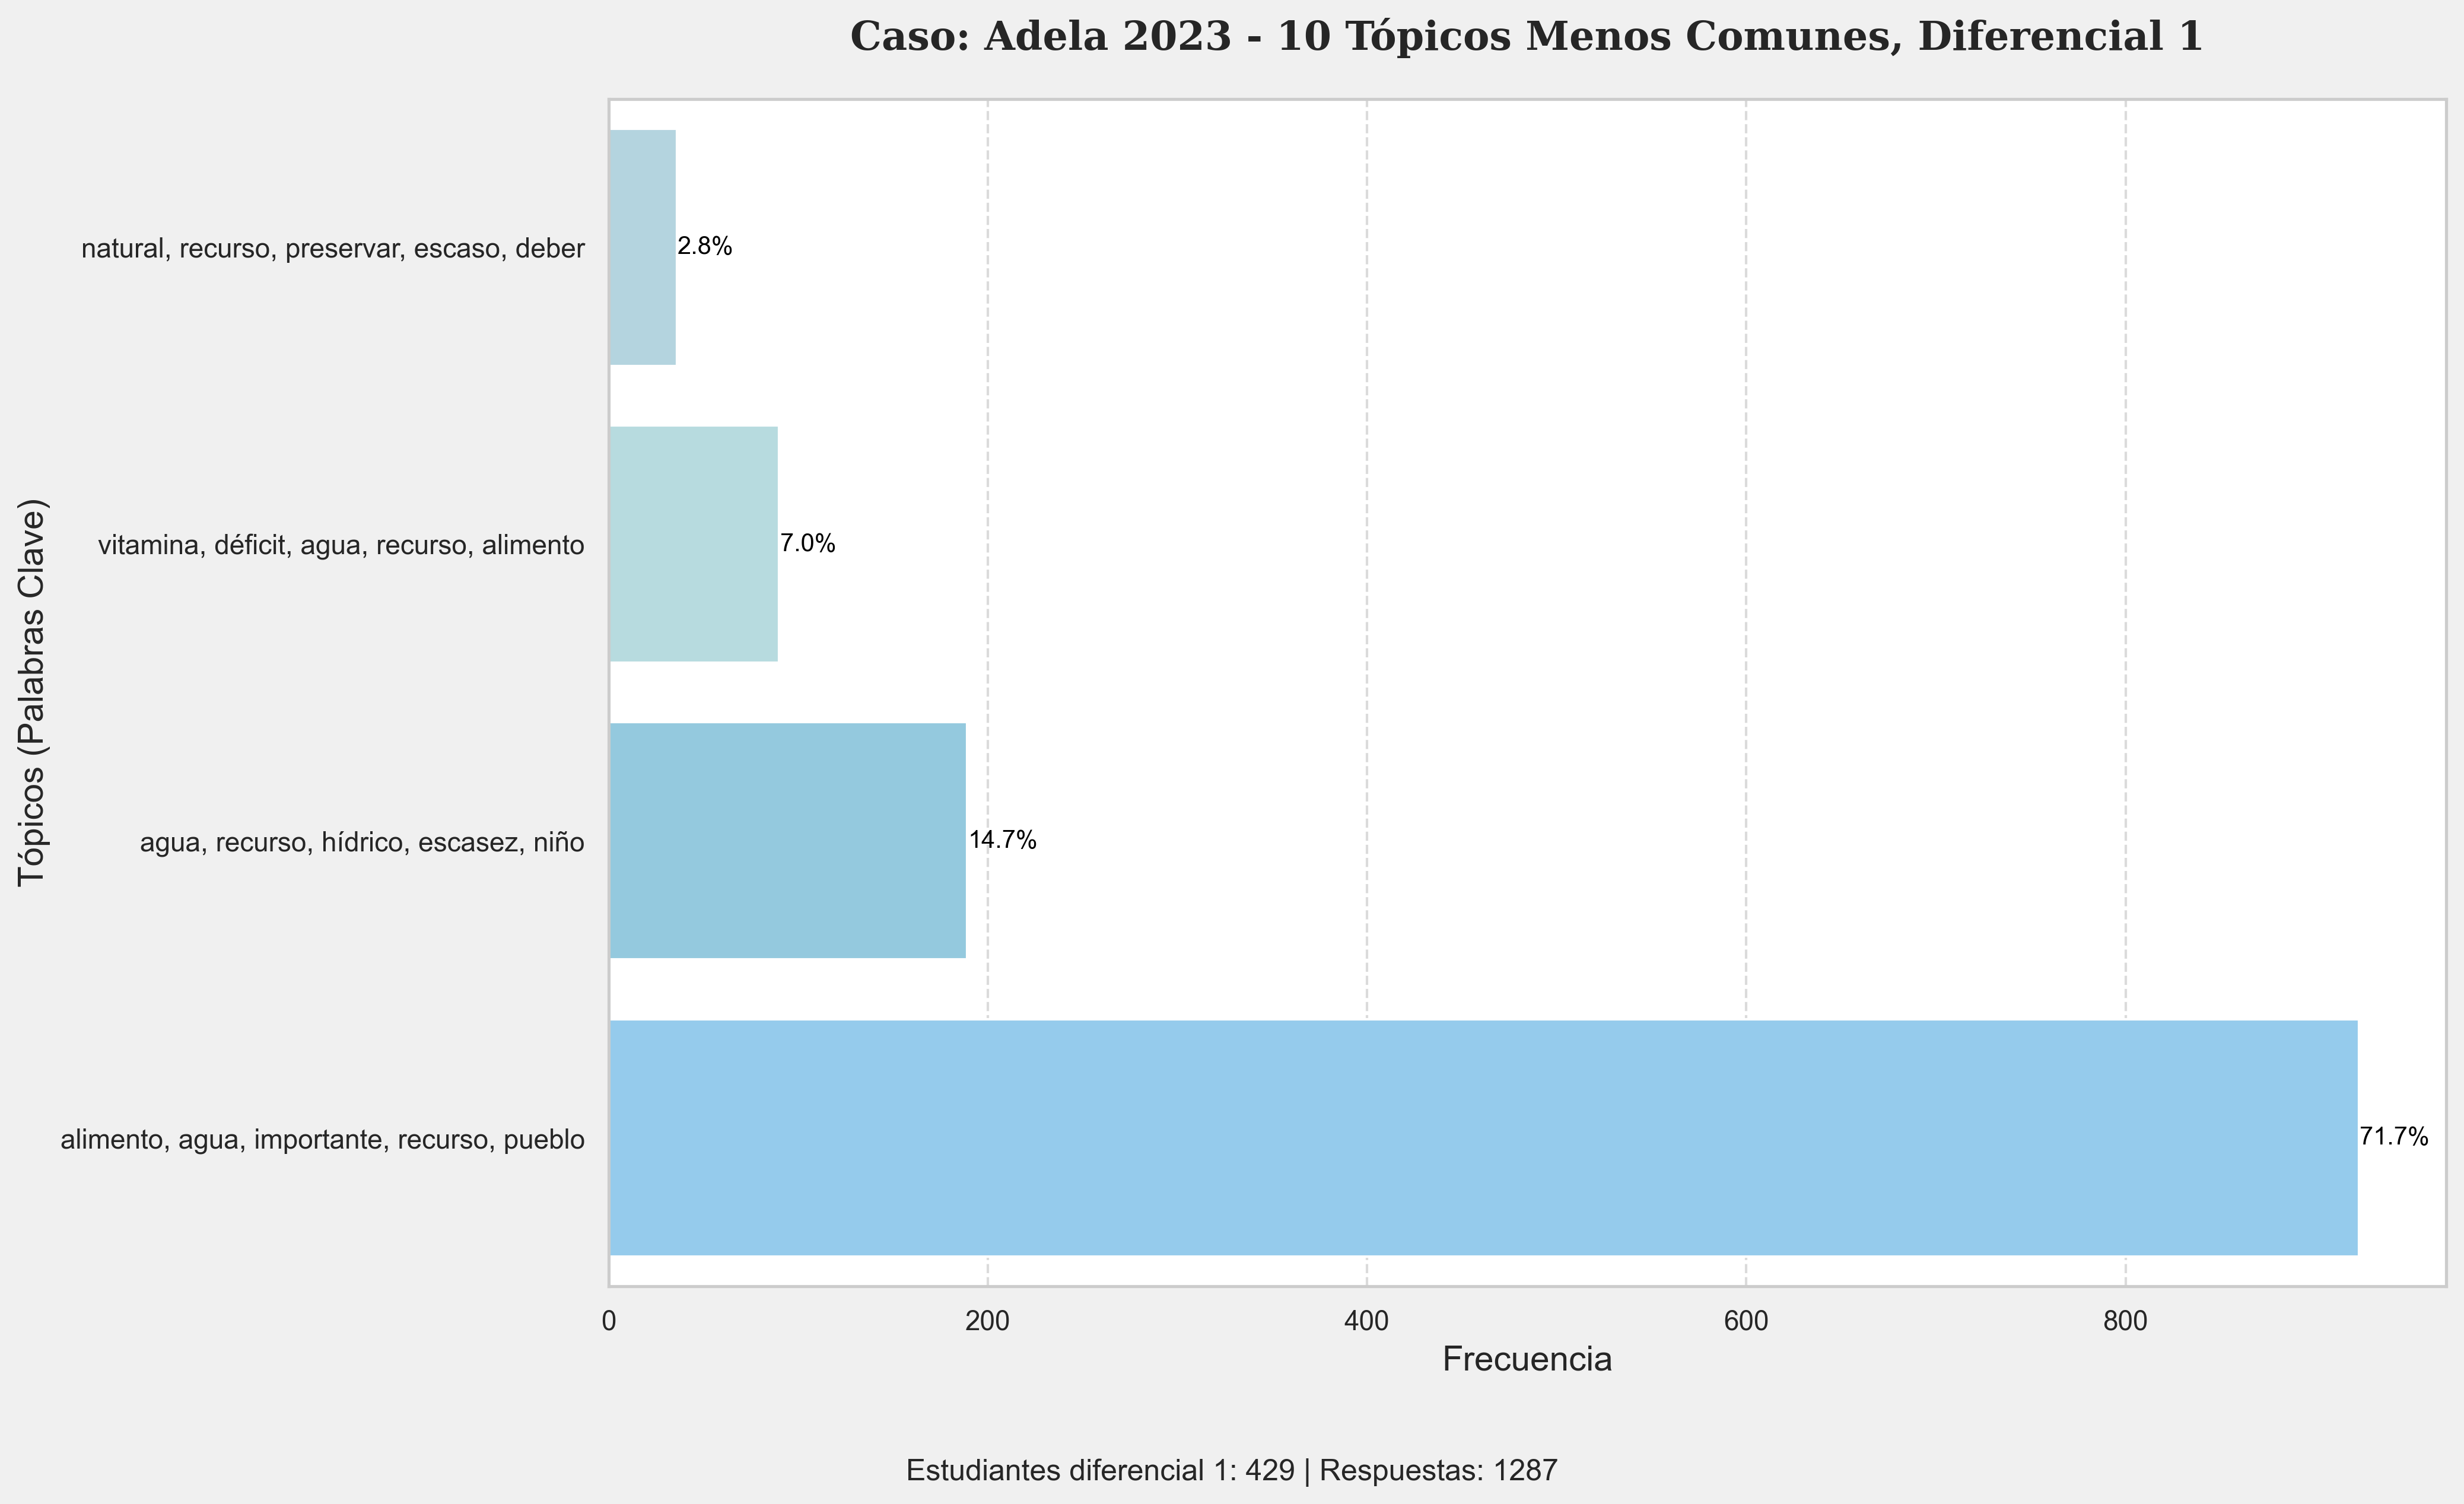 Caso: Adela 2023 - 10 Tópicos Menos Comunes, Diferencial 1
Tópicos (Palabras Clave)
natural, recurso, preservar, escaso, deber
2.8%
vitamina, déficit, agua, recurso, alimento
7.0%
agua, recurso, hídrico, escasez, niño
14.7%
alimento, agua, importante, recurso, pueblo
71.7%
0 200 400 600 800
Frecuencia
Estudiantes diferencial 1: 429 | Respuestas: 1287